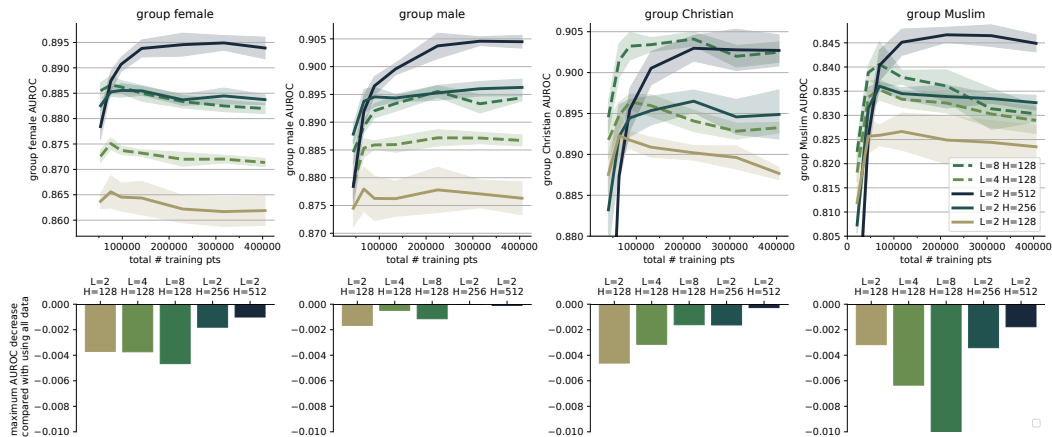 group female
group male
group Christian
group Muslim
group female AUROC
0.895
0.890
0.885
0.880
0.875
0.870
0.865
0.860
100000 200000 300000 400000
total # training pts
group male AUROC
0.905
0.900
0.895
0.890
0.885
0.880
0.875
0.870
100000 200000 300000 400000
total # training pts
group Christian AUROC
0.905
0.900
0.895
0.890
0.885
0.880
100000 200000 300000 400000
total # training pts
group Muslim AUROC
0.845
0.840
0.835
0.830
0.825
0.820
0.815
0.810
0.805
0 100000 200000 300000 400000
total # training pts
L=8 H=128
L=4 H=128
L=2 H=512
L=2 H=256
L=2 H=128
maximum AUROC decrease
compared with using all data
L=2 L=4 L=8 L=2 L=2
H=128 H=128 H=128 H=256 H=512
0.000
−0.002
−0.004
−0.006
−0.008
−0.010
L=2 L=4 L=8 L=2 L=2
H=128 H=128 H=128 H=256 H=512
0.000
−0.002
−0.004
−0.006
−0.008
−0.010
L=2 L=4 L=8 L=2 L=2
H=128 H=128 H=128 H=256 H=512
0.000
−0.002
−0.004
−0.006
−0.008
−0.010
L=2 L=4 L=8 L=2 L=2
H=128 H=128 H=128 H=256 H=512
0.000
−0.002
−0.004
−0.006
−0.008
−0.010